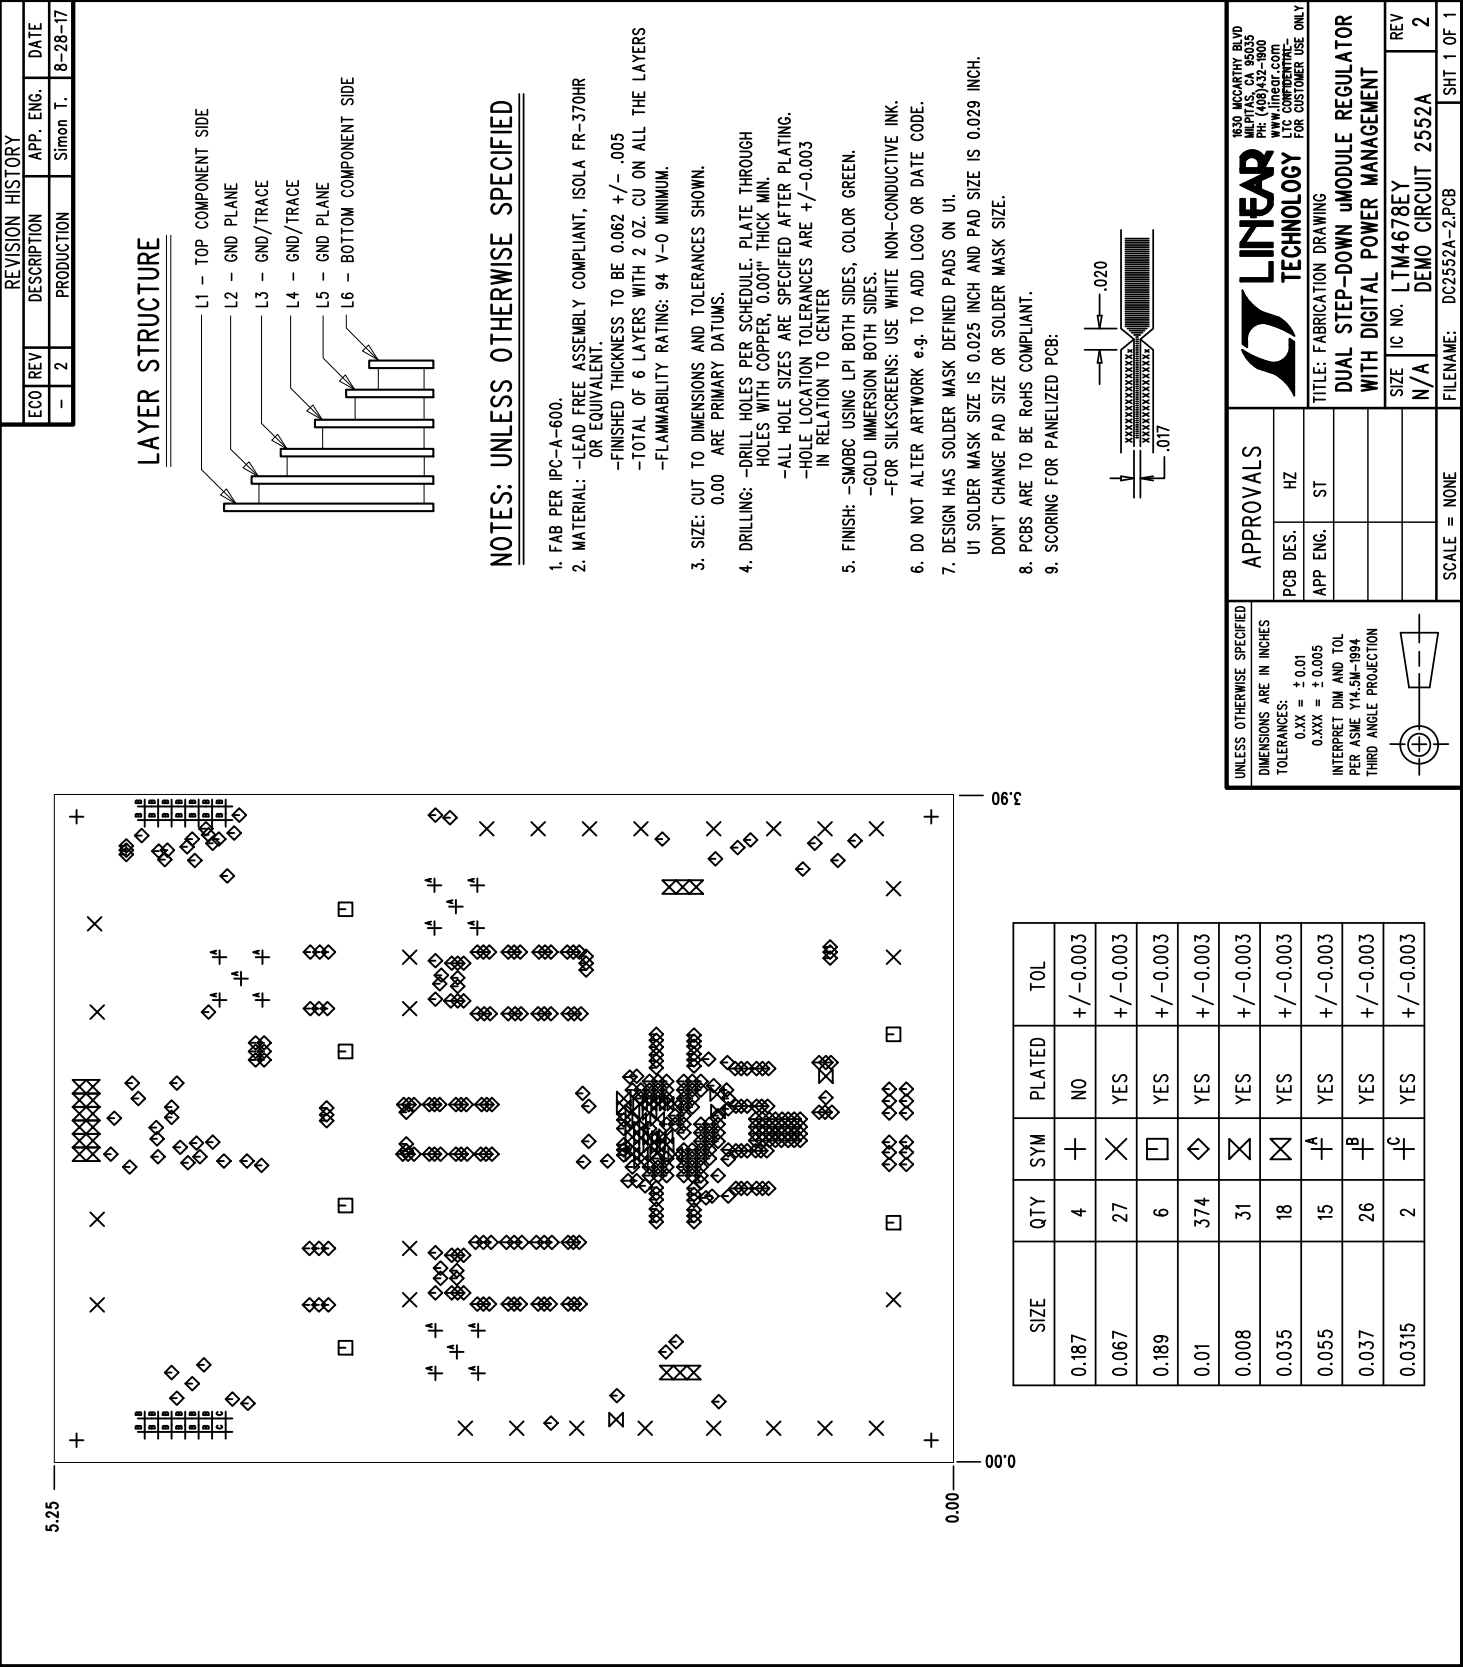 REVISION HISTORY
ECO REV DESCRIPTION APP. ENG. DATE
- 2 PRODUCTION Simon T. 8-28-17
LAYER STRUCTURE
L1 - TOP COMPONENT SIDE
L2 - GND PLANE
L3 - GND/TRACE
L4 - GND/TRACE
L5 - GND PLANE
L6 - BOTTOM COMPONENT SIDE
NOTES: UNLESS OTHERWISE SPECIFIED
1. FAB PER IPC-A-600.
2. MATERIAL: -LEAD FREE ASSEMBLY COMPLIANT, ISOLA FR-370HR
OR EQUIVALENT.
-FINISHED THICKNESS TO BE 0.062 +/- .005
-TOTAL OF 6 LAYERS WITH 2 OZ. CU ON ALL THE LAYERS
-FLAMMABILITY RATING: 94 V-O MINIMUM.
3. SIZE: CUT TO DIMENSIONS AND TOLERANCES SHOWN.
0.00 ARE PRIMARY DATUMS.
4. DRILLING: -DRILL HOLES PER SCHEDULE. PLATE THROUGH
HOLES WITH COPPER, 0.001" THICK MIN.
-ALL HOLE SIZES ARE SPECIFIED AFTER PLATING.
-HOLE LOCATION TOLERANCES ARE +/-0.003
IN RELATION TO CENTER
5. FINISH: -SMOBC USING LPI BOTH SIDES, COLOR GREEN.
-GOLD IMMERSION BOTH SIDES.
-FOR SILKSCREENS: USE WHITE NON-CONDUCTIVE INK.
6. DO NOT ALTER ARTWORK e.g. TO ADD LOGO OR DATE CODE.
7. DESIGN HAS SOLDER MASK DEFINED PADS ON U1.
U1 SOLDER MASK SIZE IS 0.025 INCH AND PAD SIZE IS 0.029 INCH.
DON'T CHANGE PAD SIZE OR SOLDER MASK SIZE.
8. PCBS ARE TO BE RoHS COMPLIANT.
9. SCORING FOR PANELIZED PCB:
.020
.017
5.25
0.00
0.00
3.90
SIZE QTY SYM PLATED TOL
0.187 4 NO +/-0.003
0.067 27 YES +/-0.003
0.189 6 YES +/-0.003
0.01 374 YES +/-0.003
0.008 31 YES +/-0.003
0.035 18 YES +/-0.003
0.055 15 A YES +/-0.003
0.037 26 B YES +/-0.003
0.0315 2 C YES +/-0.003
UNLESS OTHERWISE SPECIFIED
DIMENSIONS ARE IN INCHES
TOLERANCES:
0.XX = ± 0.01
0.XXX = ± 0.005
INTERPRET DIM AND TOL
PER ASME Y14.5M-1994
THIRD ANGLE PROJECTION
APPROVALS
PCB DES. HZ
APP ENG. ST
SCALE = NONE
LINEAR
TECHNOLOGY
1630 MCCARTHY BLVD
MILPITAS, CA 95035
PH: (408)432-1900
www.linear.com
LTC CONFIDENTIAL-
FOR CUSTOMER USE ONLY
TITLE: FABRICATION DRAWING
DUAL STEP-DOWN uMODULE REGULATOR
WITH DIGITAL POWER MANAGEMENT
SIZE N/A
IC NO. LTM4678EY
DEMO CIRCUIT 2552A
REV 2
FILENAME: DC2552A-2.PCB
SHT 1 OF 1